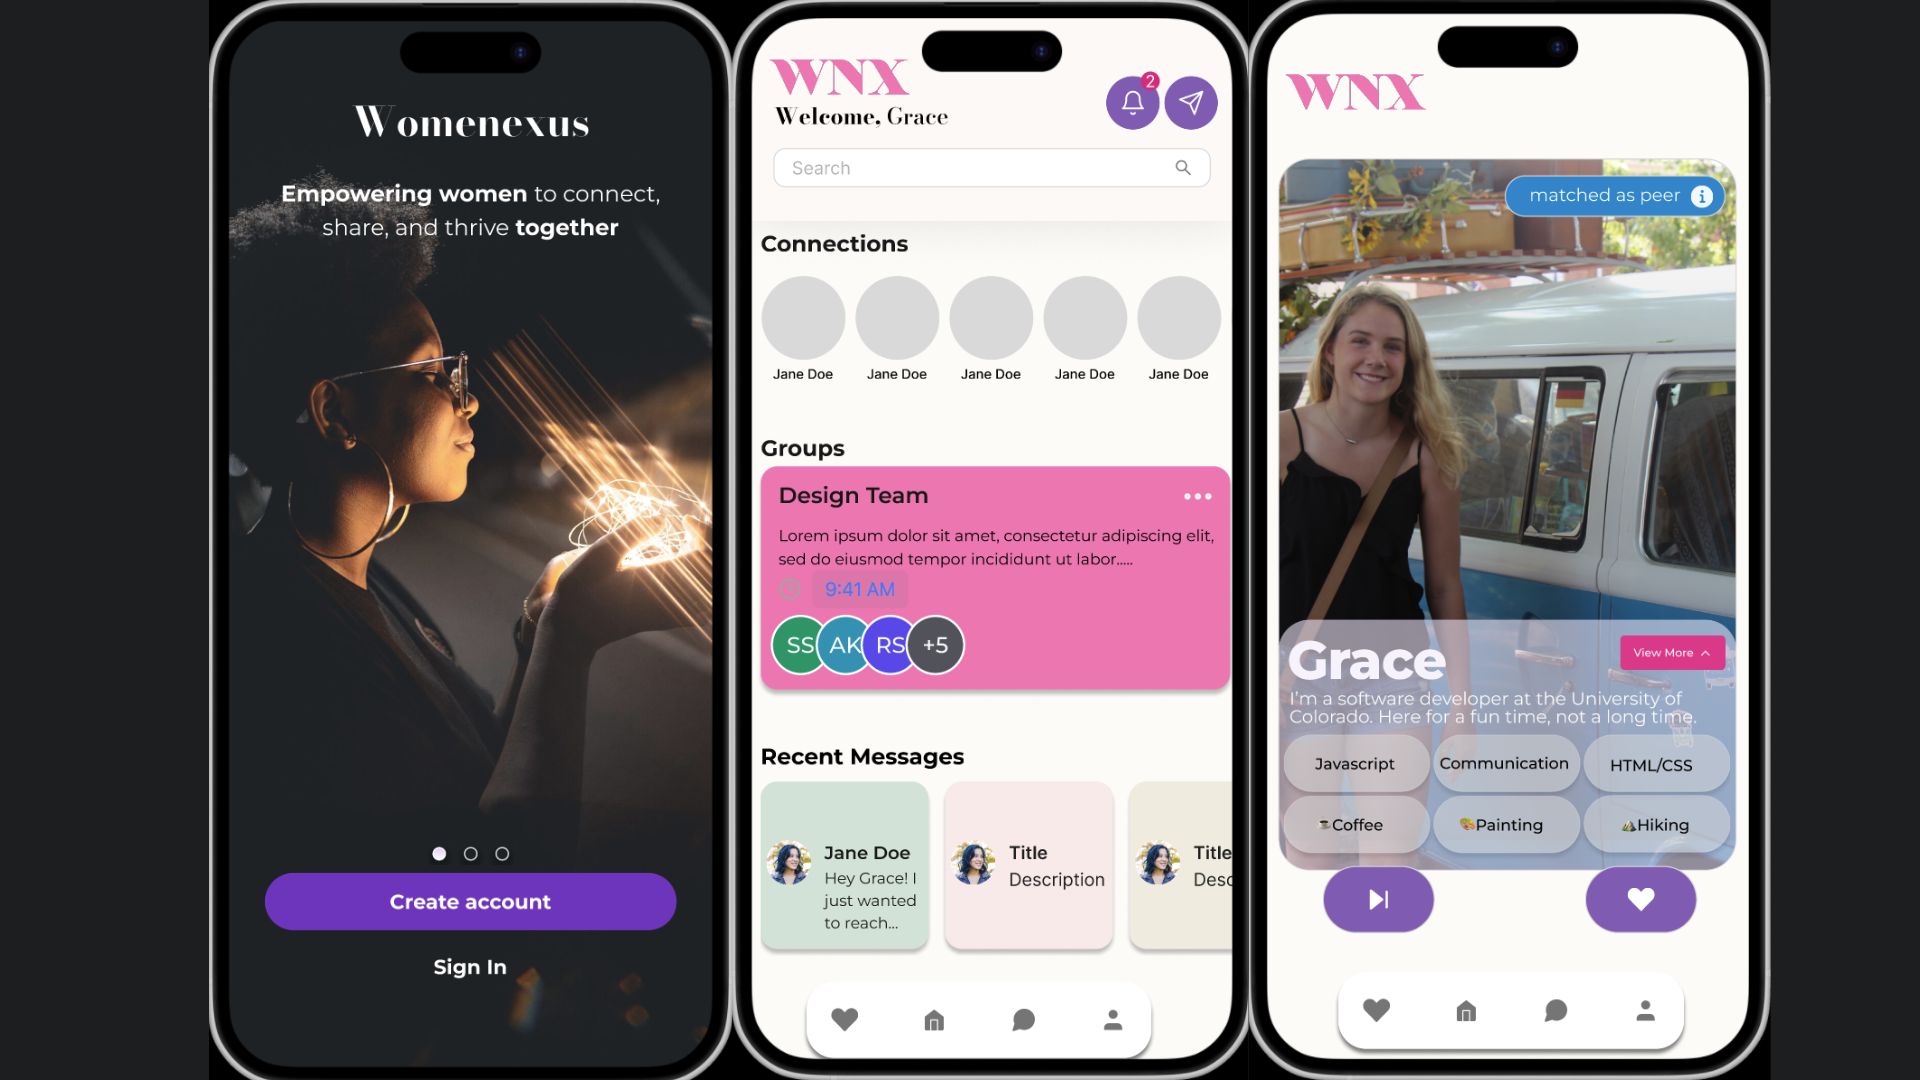 Womenexus
Empowering women to connect,
share, and thrive together
Create account
Sign In
WNX
Welcome, Grace
2
Search
Connections
Jane Doe
Jane Doe
Jane Doe
Jane Doe
Jane Doe
Groups
Design Team
Lorem ipsum dolor sit amet, consectetur adipiscing elit,
sed do eiusmod tempor incididunt ut labor.....
9:41 AM
SS
AK
RS
+5
Recent Messages
Jane Doe
Hey Grace! I
just wanted
to reach...
Title
Description
Title
Desc
WNX
matched as peer
Grace
View More
I'm a software developer at the University of
Colorado. Here for a fun time, not a long time.
Javascript
Communication
HTML/CSS
Coffee
Painting
Hiking